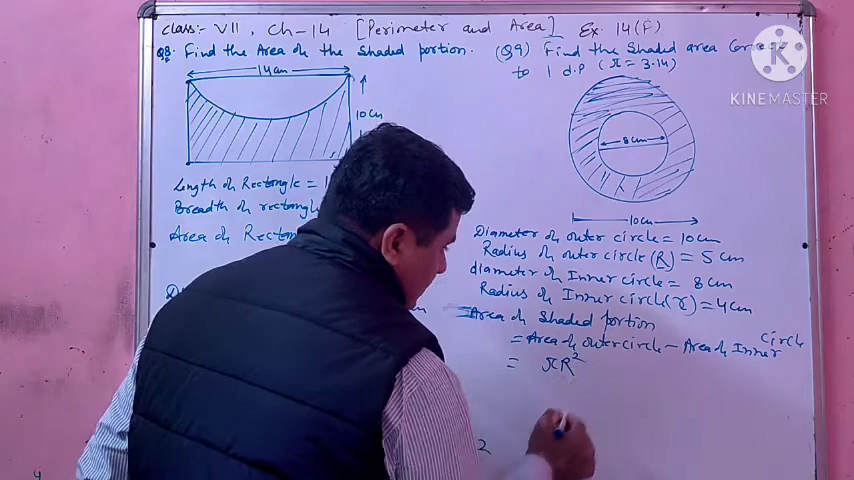 Class:- VII, Ch-14 [Perimeter and Area] Ex. 14(F)
Q8. Find the Area of the Shaded portion.
14cm
10cm
Length of Rectangle = 1
Breadth of rectangle
Area of Rect
(Q9) Find the Shaded area Correct
to 1 d.p (π = 3.14)
8cm
10cm
Diameter of outer circle = 10cm
Radius of outer circle (R) = 5cm
diameter of Inner circle = 8cm
Radius of Inner circle (r) = 4cm
Area of Shaded portion
= Area of outer circle - Area of Inner circle
= πR²
2
K
KINEMASTER